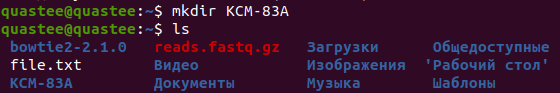 quastee@quastee:~$ mkdir KCM-83A
quastee@quastee:~$ ls
bowtie2-2.1.0 reads.fastq.gz Загрузки Общедоступные
file.txt Видео Изображения 'Рабочий стол'
KCM-83A Документы Музыка Шаблоны